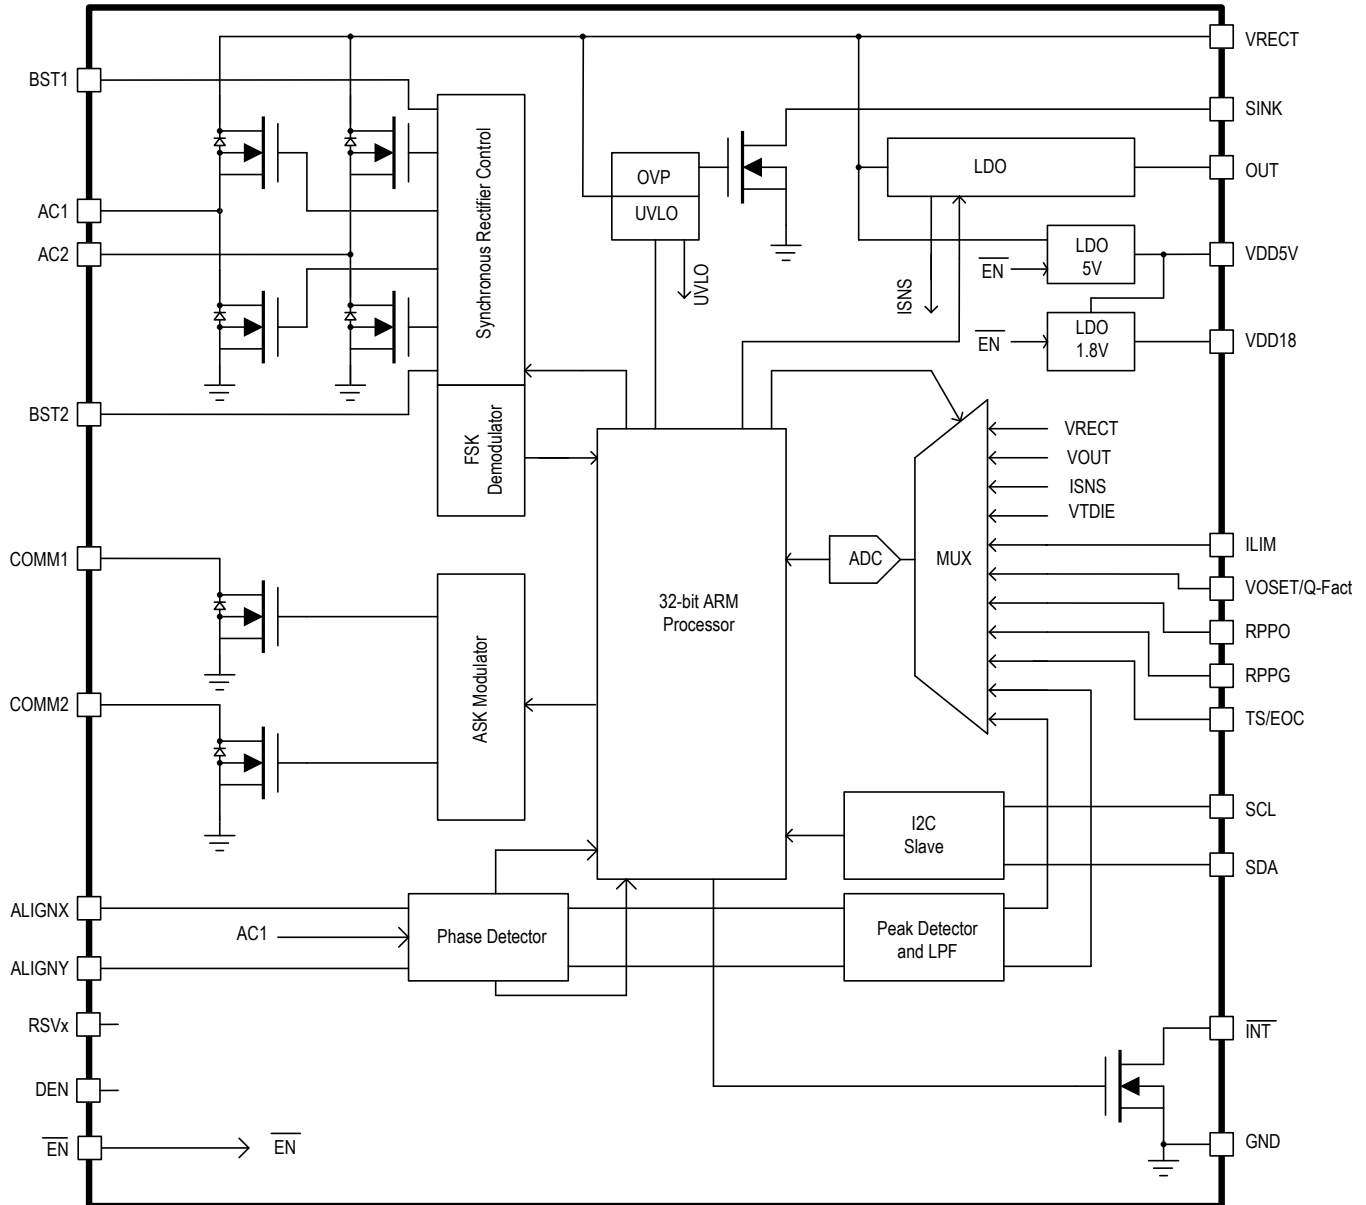 VRECT
BST1
SINK
OVP
UVLO
LDO
OUT
AC1
AC2
Synchronous Rectifier Control
UVLO
ISNS
EN
LDO
5V
VDD5V
EN
LDO
1.8V
VDD18
BST2
FSK
Demodulator
VRECT
VOUT
ISNS
VTDIE
COMM1
ADC
MUX
ILIM
VOSET/Q-Fact
32-bit ARM
Processor
RPPO
RPPG
COMM2
ASK Modulator
TS/EOC
I2C
Slave
SCL
SDA
ALIGNX
AC1
Phase Detector
Peak Detector
and LPF
ALIGNY
RSVx
INT
DEN
EN
EN
GND